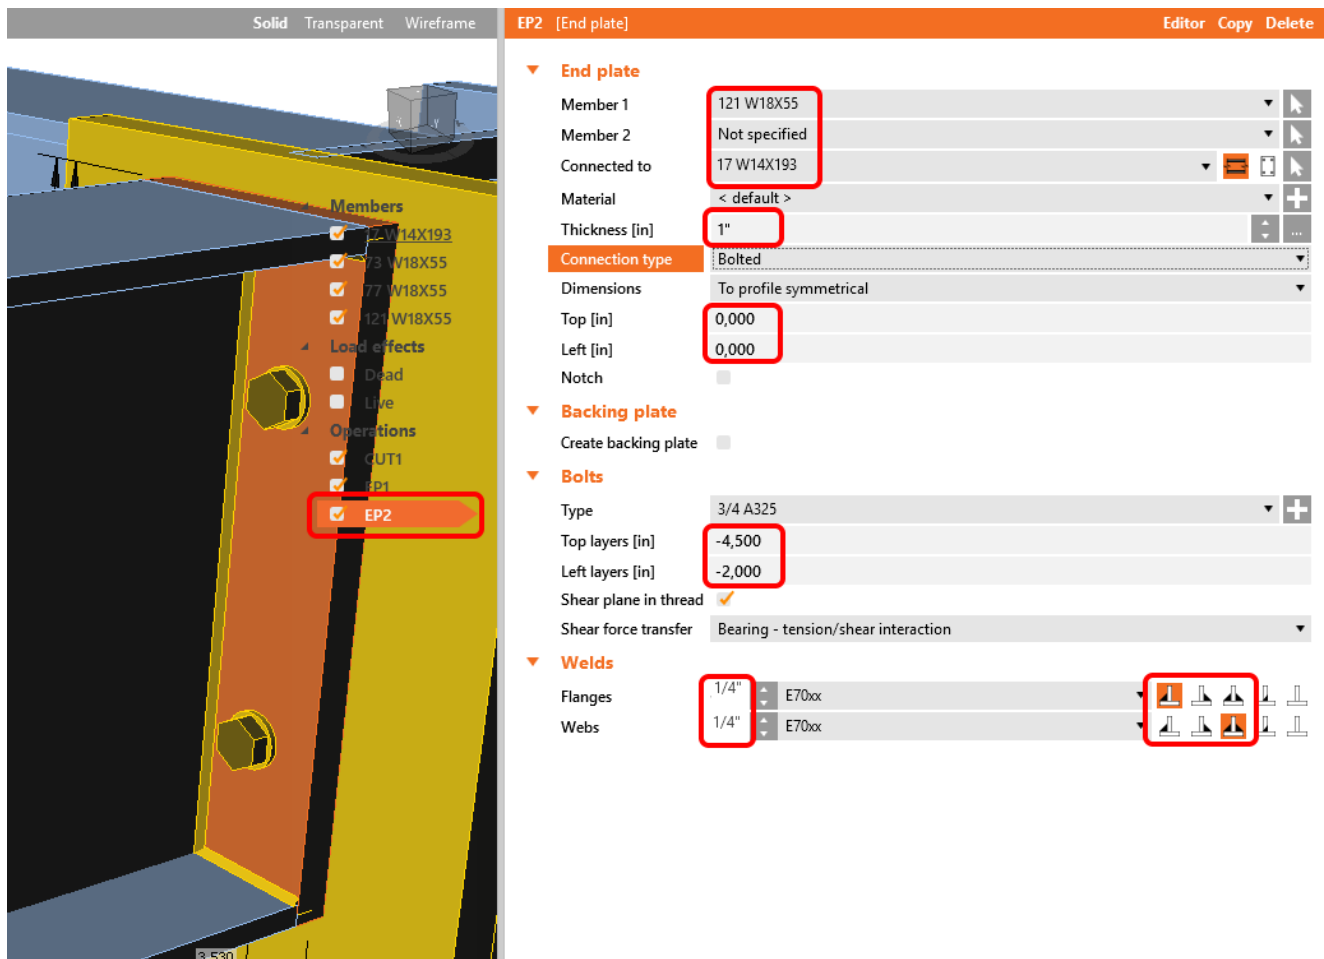 Solid Transparent Wireframe
EP2 [End plate] Editor Copy Delete
End plate
Member 1 121 W18X55
Member 2 Not specified
Connected to 17 W14X193
Material < default >
Thickness [in] 1" ...
Connection type Bolted
Dimensions To profile symmetrical
Top [in] 0,000
Left [in] 0,000
Notch
Backing plate
Create backing plate
Bolts
Type 3/4 A325
Top layers [in] -4,500
Left layers [in] -2,000
Shear plane in thread
Shear force transfer Bearing - tension/shear interaction
Welds
Flanges 1/4" E70xx
Webs 1/4" E70xx
Members
17 W14X193
73 W18X55
77 W18X55
121 W18X55
Load effects
Dead
Live
Operations
CUT1
EP1
EP2
3,530